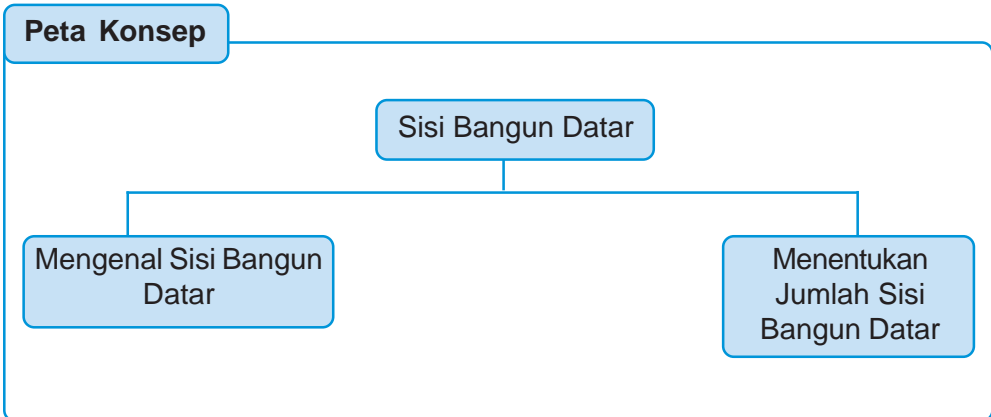 Peta Konsep
Sisi Bangun Datar
Mengenal Sisi Bangun
Datar
Menentukan
Jumlah Sisi
Bangun Datar